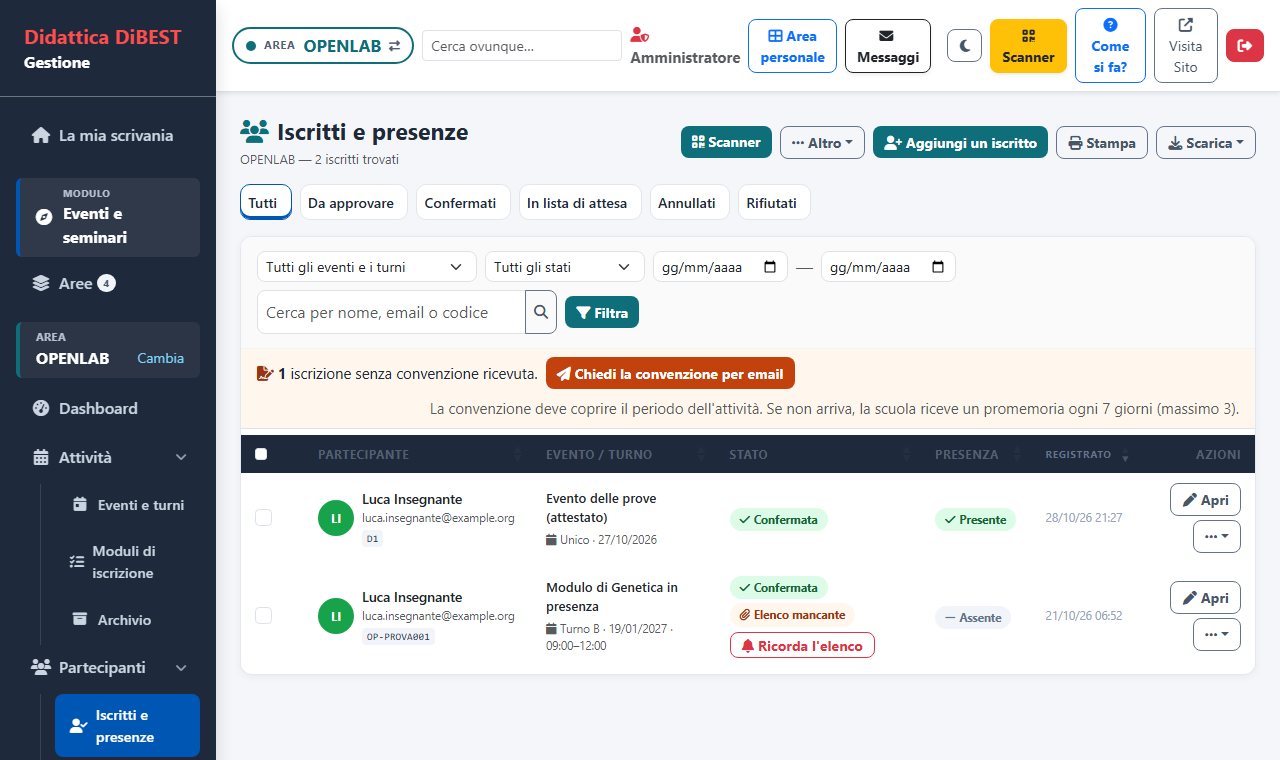 Didattica DiBEST
Gestione
La mia scrivania
MODULO
Eventi e
seminari
Aree 4
AREA
OPENLAB Cambia
Dashboard
Attività
Eventi e turni
Moduli di
iscrizione
Archivio
Partecipanti
Iscritti e
presenze
AREA OPENLAB
Cerca ovunque...
Amministratore
Area
personale
Messaggi
Scanner
Come
si fa?
Visita
Sito
Iscritti e presenze
OPENLAB — 2 iscritti trovati
Scanner
Altro
Aggiungi un iscritto
Stampa
Scarica
Tutti
Da approvare
Confermati
In lista di attesa
Annullati
Rifiutati
Tutti gli eventi e i turni
Tutti gli stati
gg/mm/aaaa — gg/mm/aaaa
Cerca per nome, email o codice
Filtra
1 iscrizione senza convenzione ricevuta. Chiedi la convenzione per email
La convenzione deve coprire il periodo dell'attività. Se non arriva, la scuola riceve un promemoria ogni 7 giorni (massimo 3).
PARTECIPANTE EVENTO / TURNO STATO PRESENZA REGISTRATO AZIONI
LI
Luca Insegnante
luca.insegnante@example.org
D1
Evento delle prove
(attestato)
Unico · 27/10/2026
Confermata
Presente
28/10/26 21:27
Apri
LI
Luca Insegnante
luca.insegnante@example.org
OP-PROVA001
Modulo di Genetica in
presenza
Turno B · 19/01/2027 ·
09:00–12:00
Confermata
Elenco mancante
Ricorda l'elenco
— Assente
21/10/26 06:52
Apri